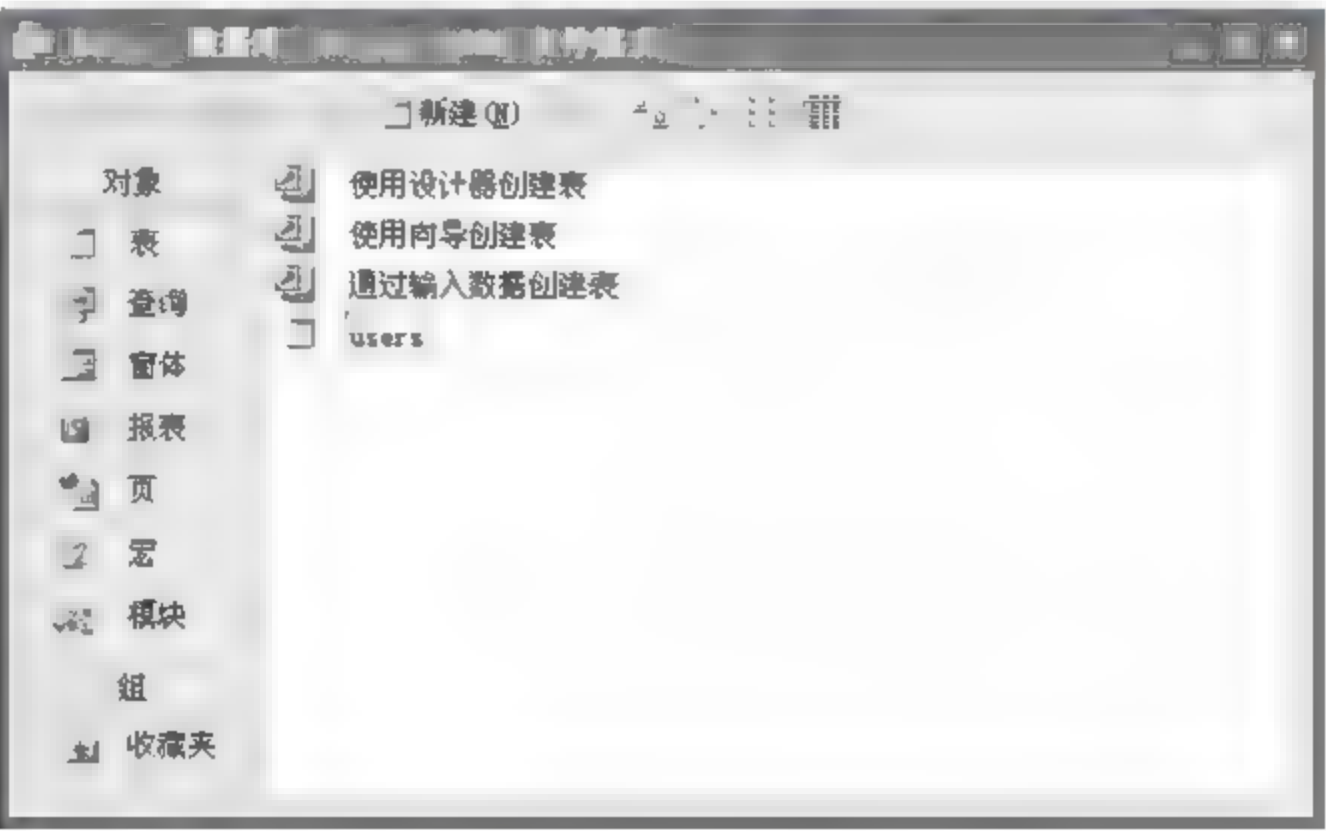 新建(N)
对象
表
查询
窗体
报表
页
宏
模块
组
收藏夹
使用设计器创建表
使用向导创建表
通过输入数据创建表
users